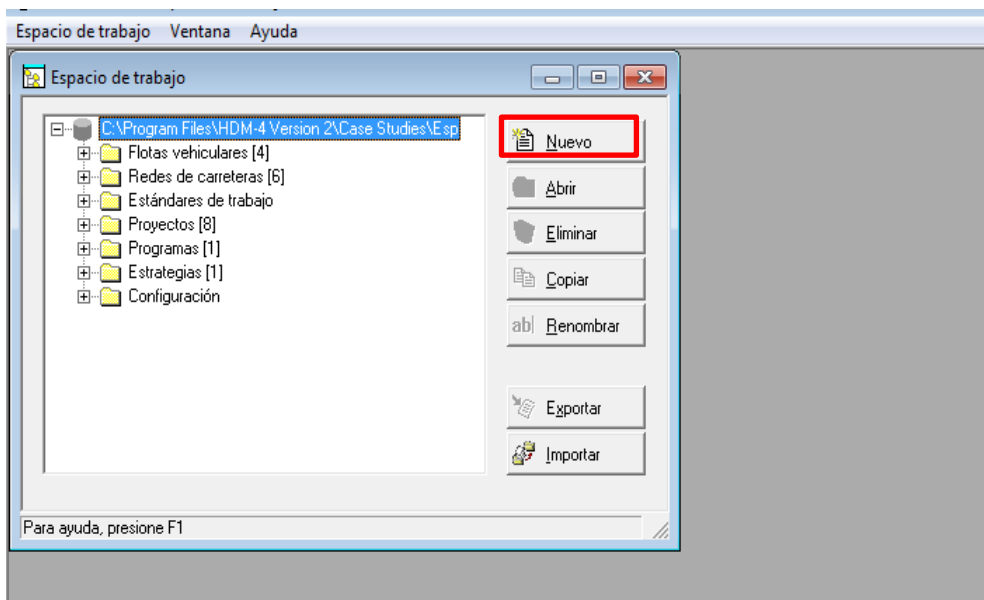 Espacio de trabajo Ventana Ayuda
Espacio de trabajo
C:\Program Files\HDM-4 Version 2\Case Studies\Esp
Flotas vehiculares [4]
Redes de carreteras [6]
Estándares de trabajo
Proyectos [8]
Programas [1]
Estrategias [1]
Configuración
Nuevo
Abrir
Eliminar
Copiar
ab Renombrar
Exportar
Importar
Para ayuda, presione F1